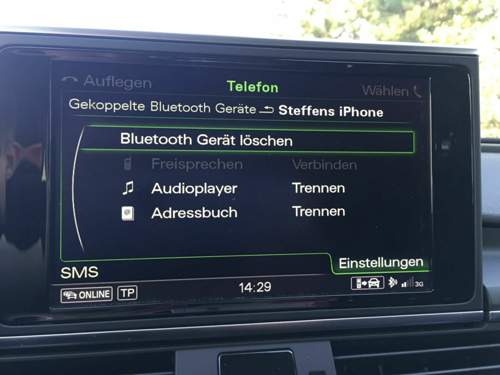 Auflegen Telefon Wählen
Gekoppelte Bluetooth Geräte Steffens iPhone
Bluetooth Gerät löschen
Freisprechen Verbinden
Audioplayer Trennen
Adressbuch Trennen
Einstellungen
SMS
ONLINE TP 14:29 3G